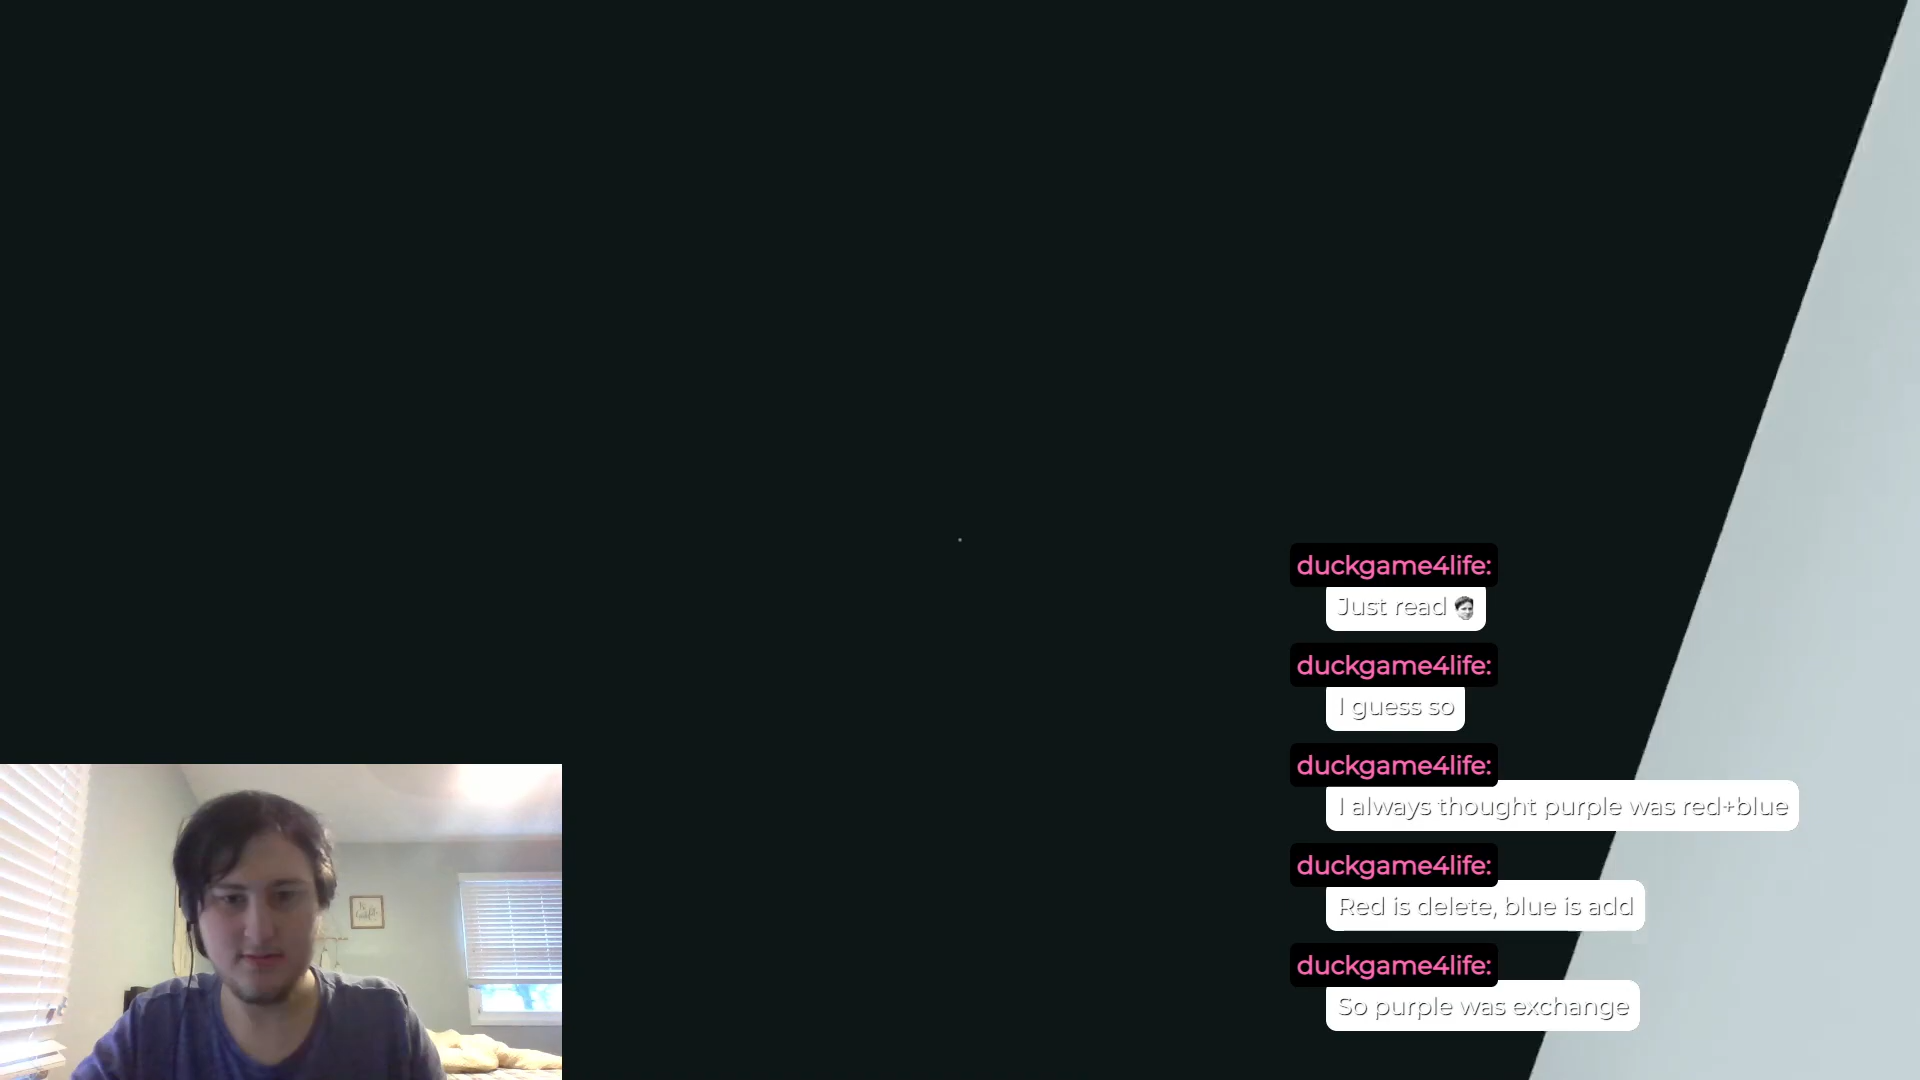 duckgame4life:
Just read
duckgame4life:
I guess so
duckgame4life:
I always thought purple was red+blue
duckgame4life:
Red is delete, blue is add
duckgame4life:
So purple was exchange